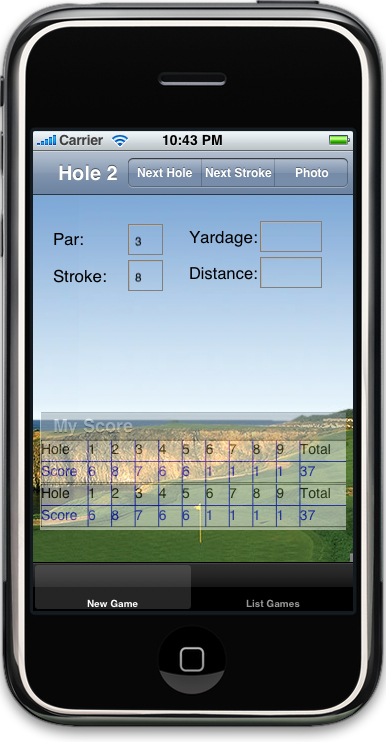 Carrier 10:43 PM
Hole 2 Next Hole Next Stroke Photo
Par: 3 Yardage:
Stroke: 8 Distance:
My Score
Hole 1 2 3 4 5 6 7 8 9 Total
Score 6 8 7 6 6 1 1 1 1 37
Hole 1 2 3 4 5 6 7 8 9 Total
Score 6 8 7 6 6 1 1 1 1 37
New Game List Games